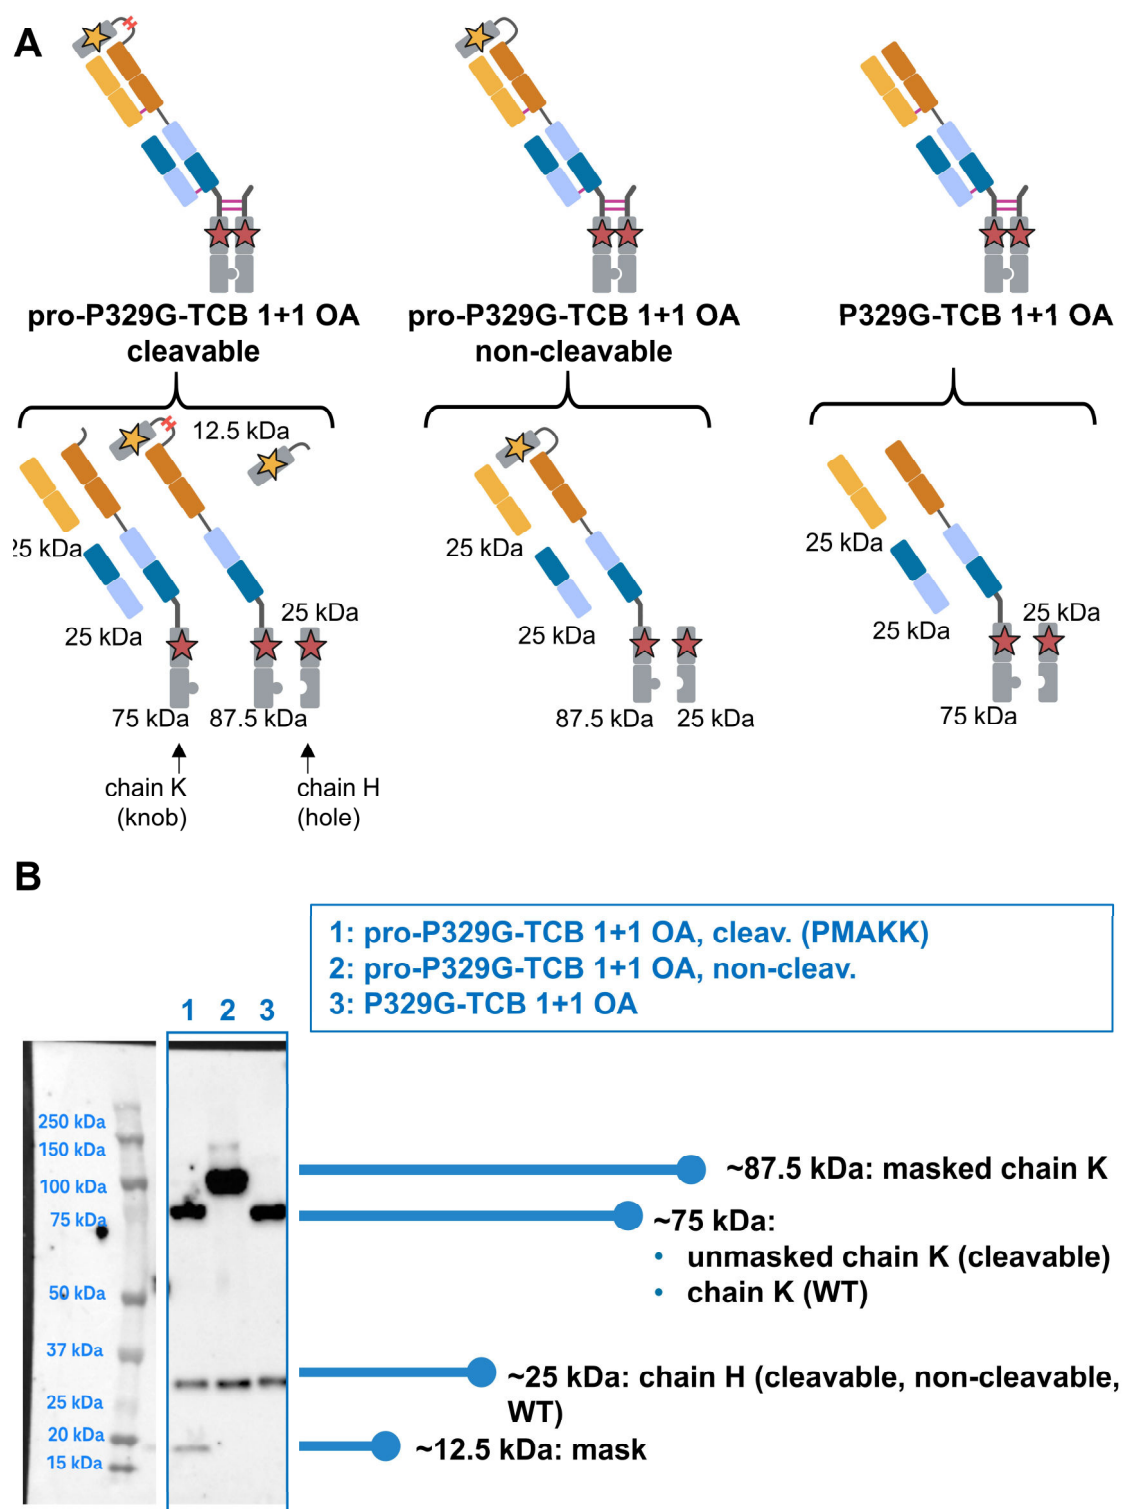 A
pro-P329G-TCB 1+1 OA
cleavable
pro-P329G-TCB 1+1 OA
non-cleavable
P329G-TCB 1+1 OA
12.5 kDa
25 kDa
25 kDa
25 kDa
75 kDa
87.5 kDa
chain K
(knob)
chain H
(hole)
25 kDa
25 kDa
87.5 kDa
25 kDa
25 kDa
25 kDa
25 kDa
75 kDa
B
1: pro-P329G-TCB 1+1 OA, cleav. (PMAKK)
2: pro-P329G-TCB 1+1 OA, non-cleav.
3: P329G-TCB 1+1 OA
1 2 3
250 kDa
150 kDa
100 kDa
75 kDa
50 kDa
37 kDa
25 kDa
20 kDa
15 kDa
~87.5 kDa: masked chain K
~75 kDa:
• unmasked chain K (cleavable)
• chain K (WT)
~25 kDa: chain H (cleavable, non-cleavable,
WT)
~12.5 kDa: mask